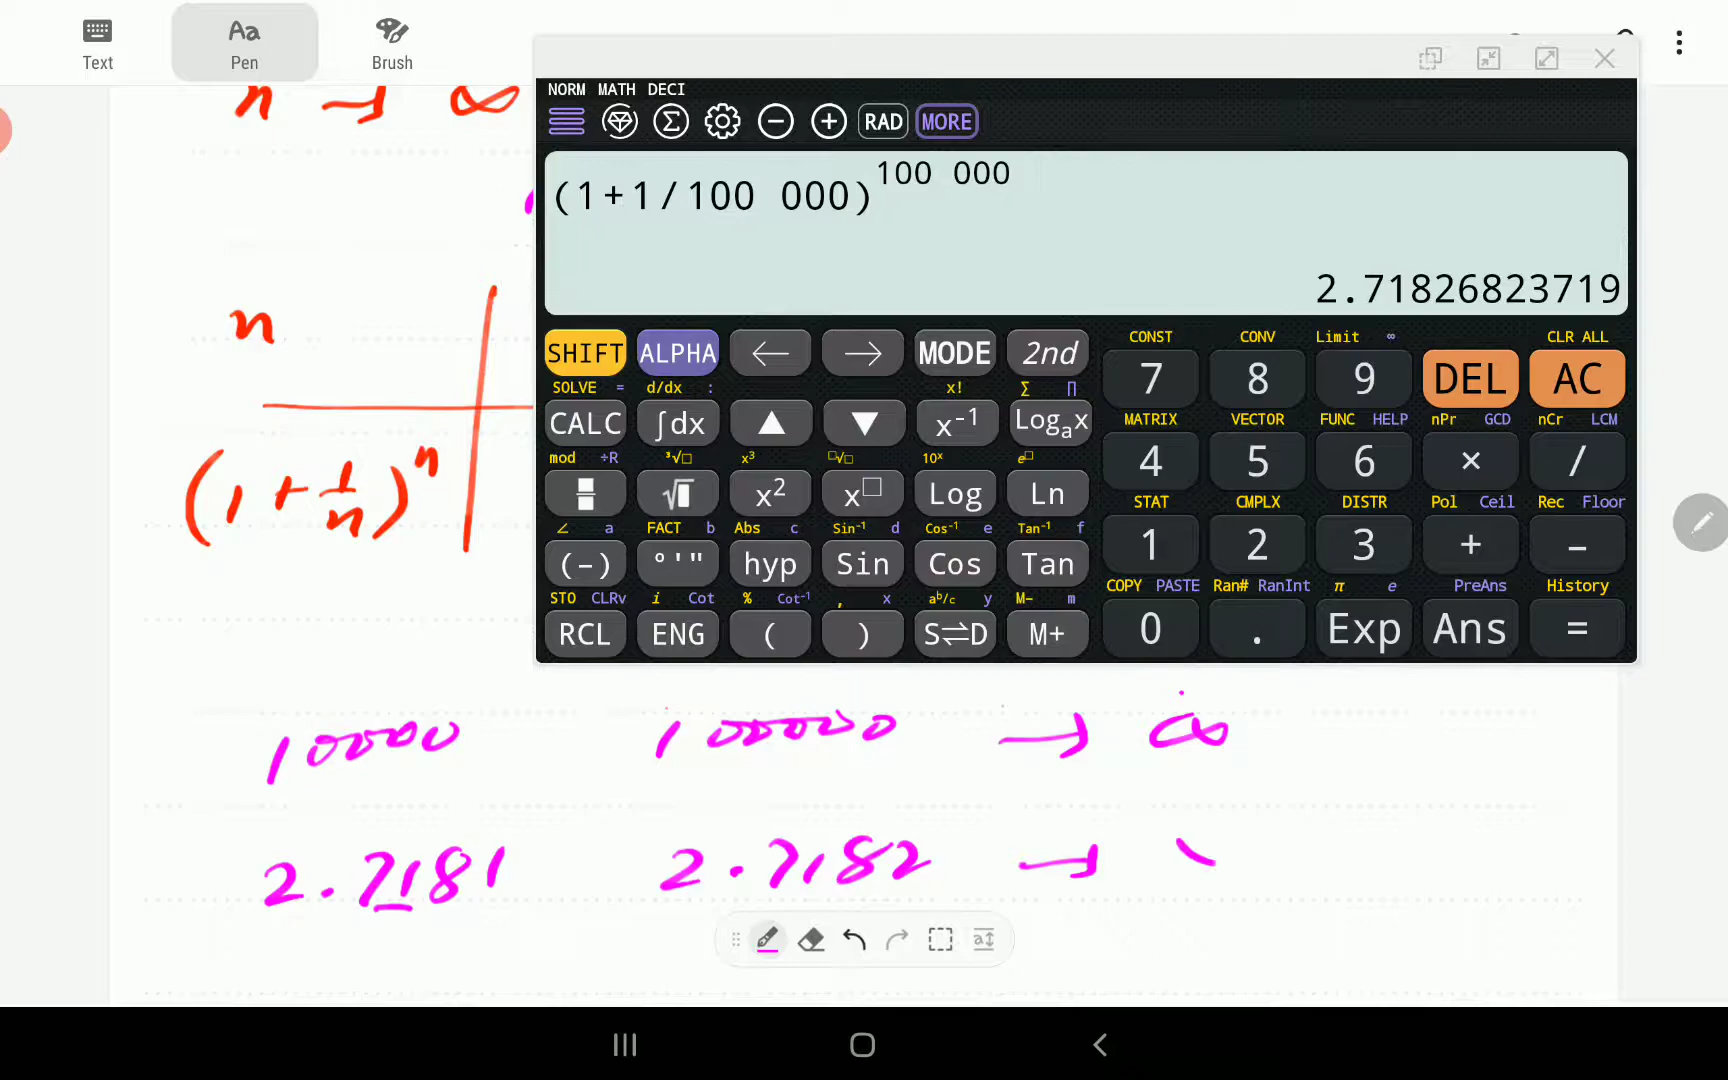 Text
Pen
Brush
n → ∞
NORM MATH DECI
RAD MORE
(1+1/100 000)^100 000
2.71826823719
n
(1 + 1/n)^n
SHIFT ALPHA ← → MODE 2nd
SOLVE = d/dx : x! Σ ∏
CALC ∫dx ▲ ▼ x⁻¹ Logₐx
mod ÷R ³√□ x³ □√□ 10ˣ e□
√ x² x□ Log Ln
∠ a FACT b Abs c Sin⁻¹ d Cos⁻¹ e Tan⁻¹ f
(−) °'" hyp Sin Cos Tan
STO CLRv i Cot % Cot⁻¹ , x aᵇ/c y M− m
RCL ENG ( ) S⇌D M+
CONST CONV Limit ∞ CLR ALL
7 8 9 DEL AC
MATRIX VECTOR FUNC HELP nPr GCD nCr LCM
4 5 6 × /
STAT CMPLX DISTR Pol Ceil Rec Floor
1 2 3 + −
COPY PASTE Ran# RanInt π e PreAns History
0 . Exp Ans =
10000 100000 → ∞
2.7181 2.7182 →